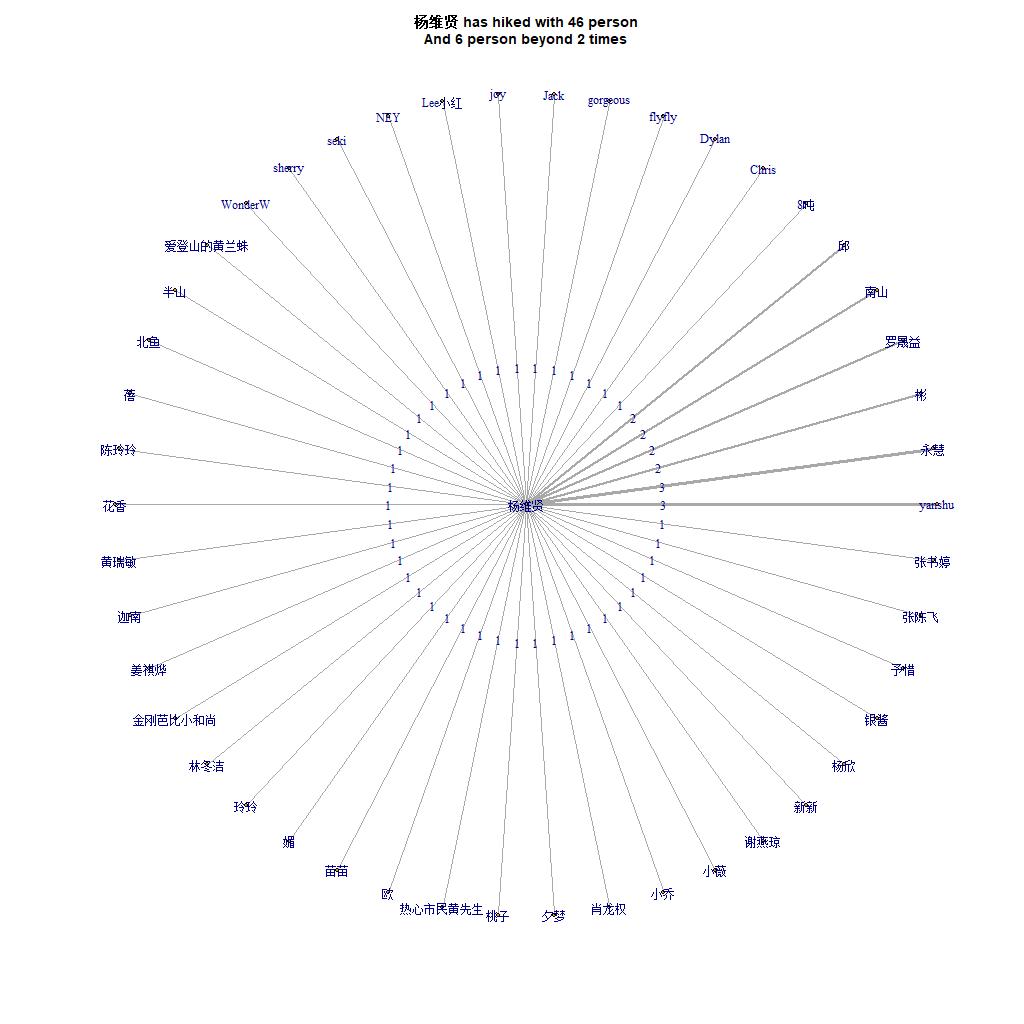 杨维贤 has hiked with 46 person
And 6 person beyond 2 times
joy
Jack
Lee小红
gorgeous
NEY
flyfly
seki
Dylan
sherry
Chris
WonderW
8吨
爱登山的黄兰蛛
邱
半山
南山
北鱼
罗晟益
蓿
彬
陈玲玲
永慧
花香
yanshu
黄瑞敏
张书婷
迦南
张陈飞
姜祺烨
予惜
金刚芭比小和尚
银酱
林冬洁
杨欣
玲玲
新新
媚
谢燕琼
苗苗
小薇
欧
小乔
热心市民黄先生
肖龙权
桃子
夕梦
杨维贤
1 1 1 1 1 1 1 1 1 1 1 1 1 1 1 1 1 1 1 1 1 1 1 1 1 1 1 1 1 1 1 1 1 1 1 1 1 1 1 1
2
2
2
2
3
3